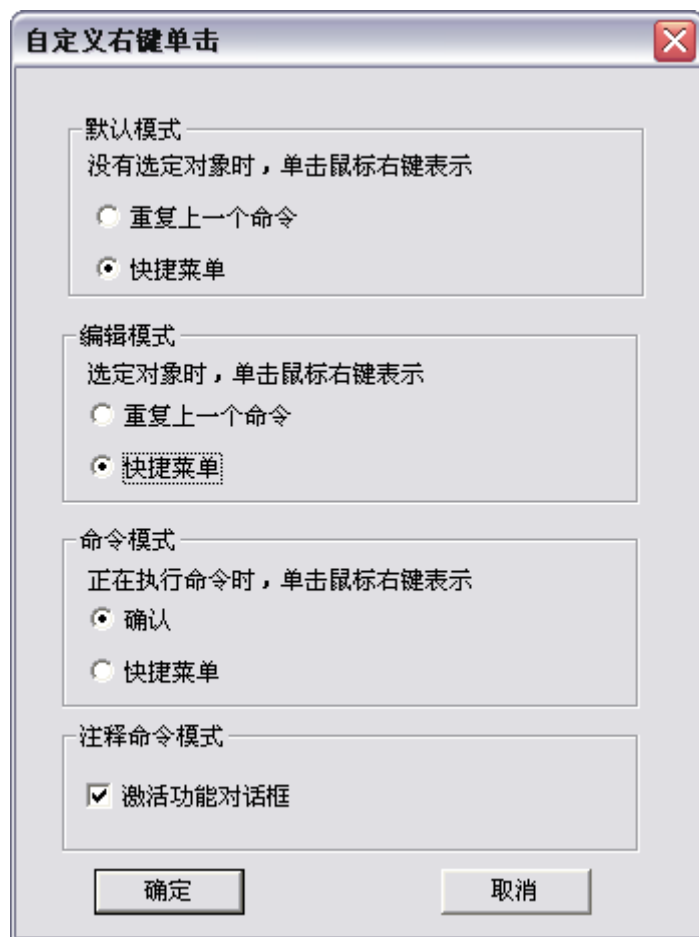 自定义右键单击
默认模式
没有选定对象时，单击鼠标右键表示
重复上一个命令
快捷菜单
编辑模式
选定对象时，单击鼠标右键表示
重复上一个命令
快捷菜单
命令模式
正在执行命令时，单击鼠标右键表示
确认
快捷菜单
注释命令模式
激活功能对话框
确定 取消